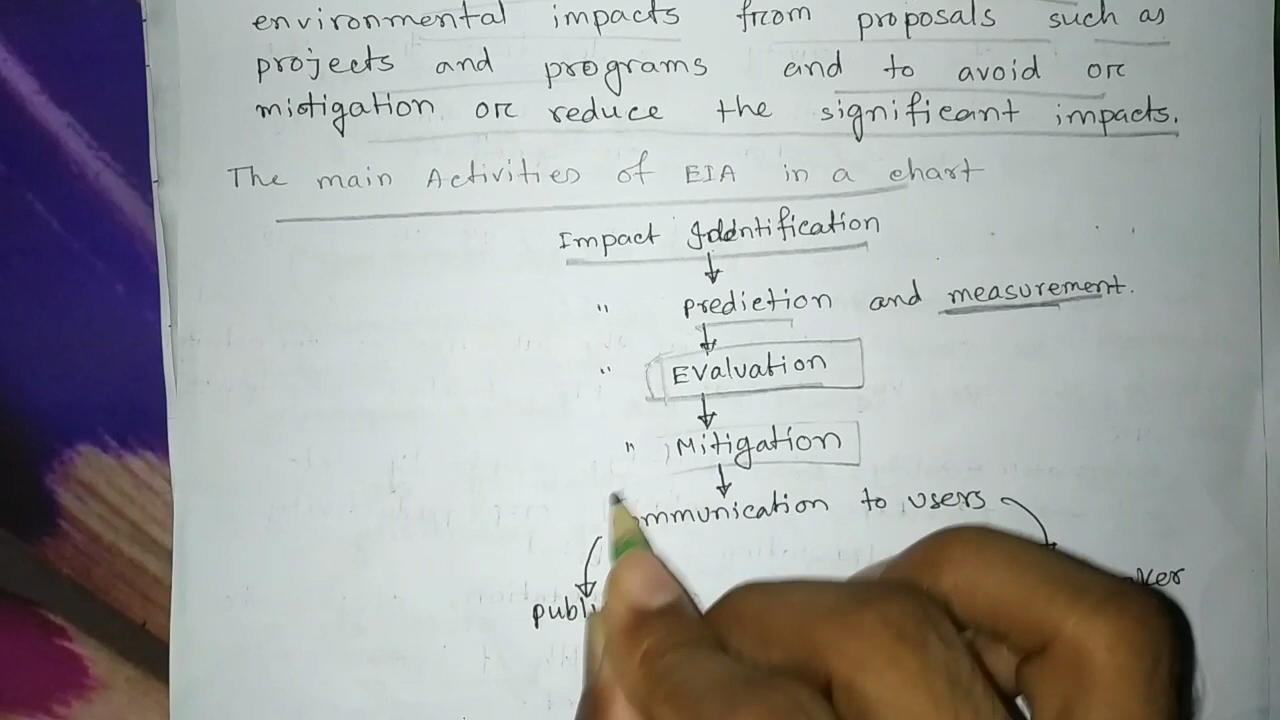 environmental impacts from proposals such as
projects and programs and to avoid or
mitigation or reduce the significant impacts.
The main Activities of EIA in a chart
Impact Identification
" prediction and measurement.
" Evaluation
" Mitigation
mmunication to users
publi